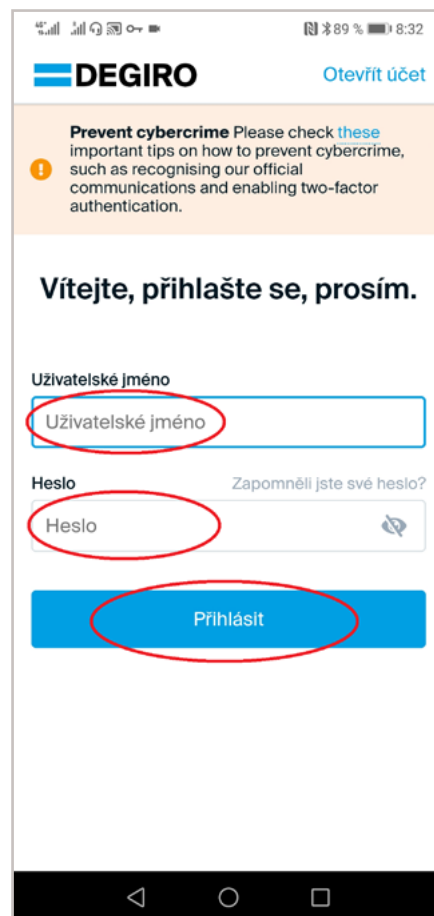 89 % 8:32
DEGIRO Otevřít účet
Prevent cybercrime Please check these
important tips on how to prevent cybercrime,
such as recognising our official
communications and enabling two-factor
authentication.
Vítejte, přihlašte se, prosím.
Uživatelské jméno
Uživatelské jméno
Heslo Zapomněli jste své heslo?
Heslo
Přihlásit